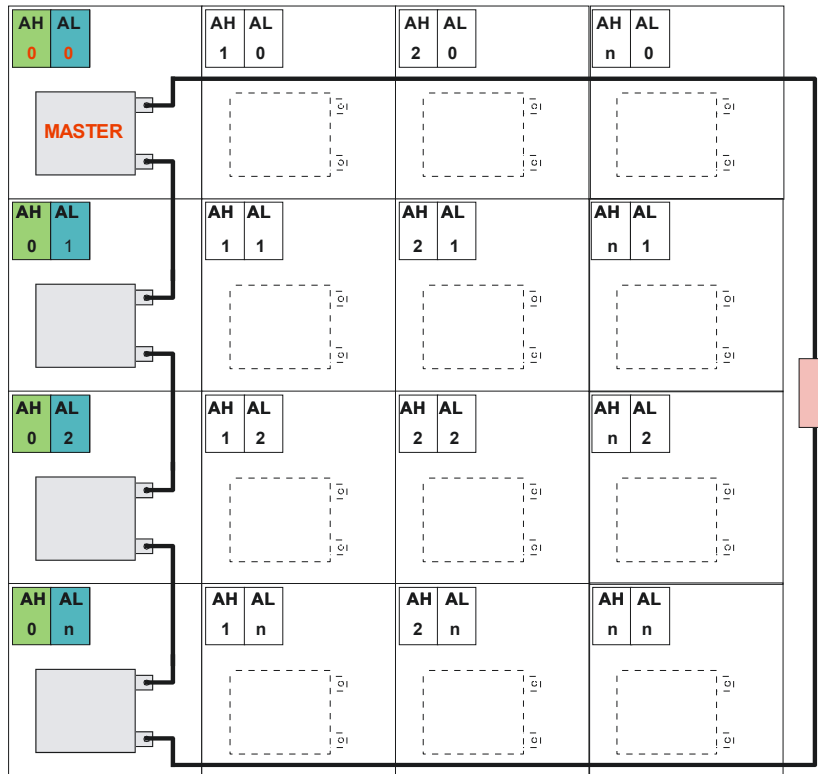 AH AL AH AL AH AL AH AL
0 0 1 0 2 0 n 0
MASTER
AH AL AH AL AH AL AH AL
0 1 1 1 2 1 n 1
AH AL AH AL AH AL AH AL
0 2 1 2 2 2 n 2
AH AL AH AL AH AL AH AL
0 n 1 n 2 n n n